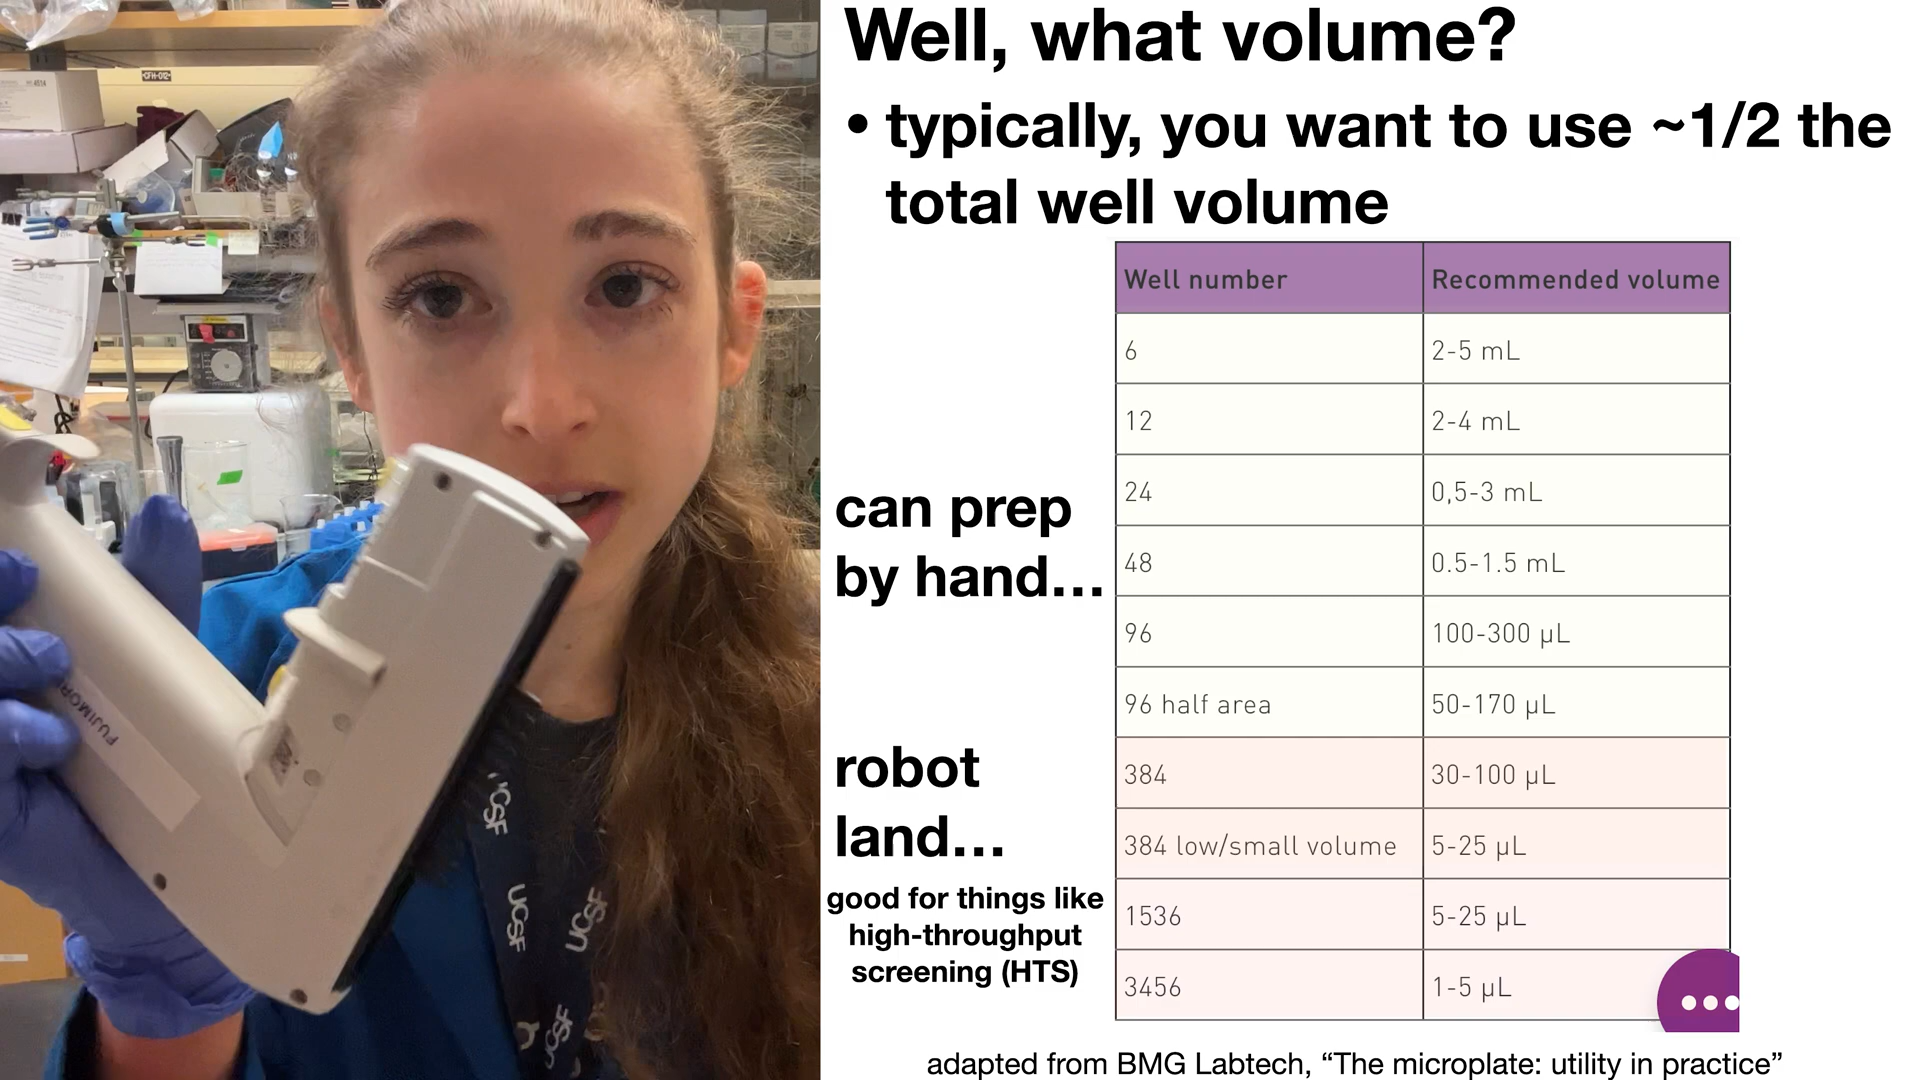 Well, what volume?
• typically, you want to use ~1/2 the
total well volume
Well number Recommended volume
6 2-5 mL
12 2-4 mL
24 0,5-3 mL
48 0.5-1.5 mL
96 100-300 µL
96 half area 50-170 µL
384 30-100 µL
384 low/small volume 5-25 µL
1536 5-25 µL
3456 1-5 µL
can prep
by hand...
robot
land...
good for things like
high-throughput
screening (HTS)
adapted from BMG Labtech, “The microplate: utility in practice”
CFH-012
UCSF
UCSF
UCSF
UCSF